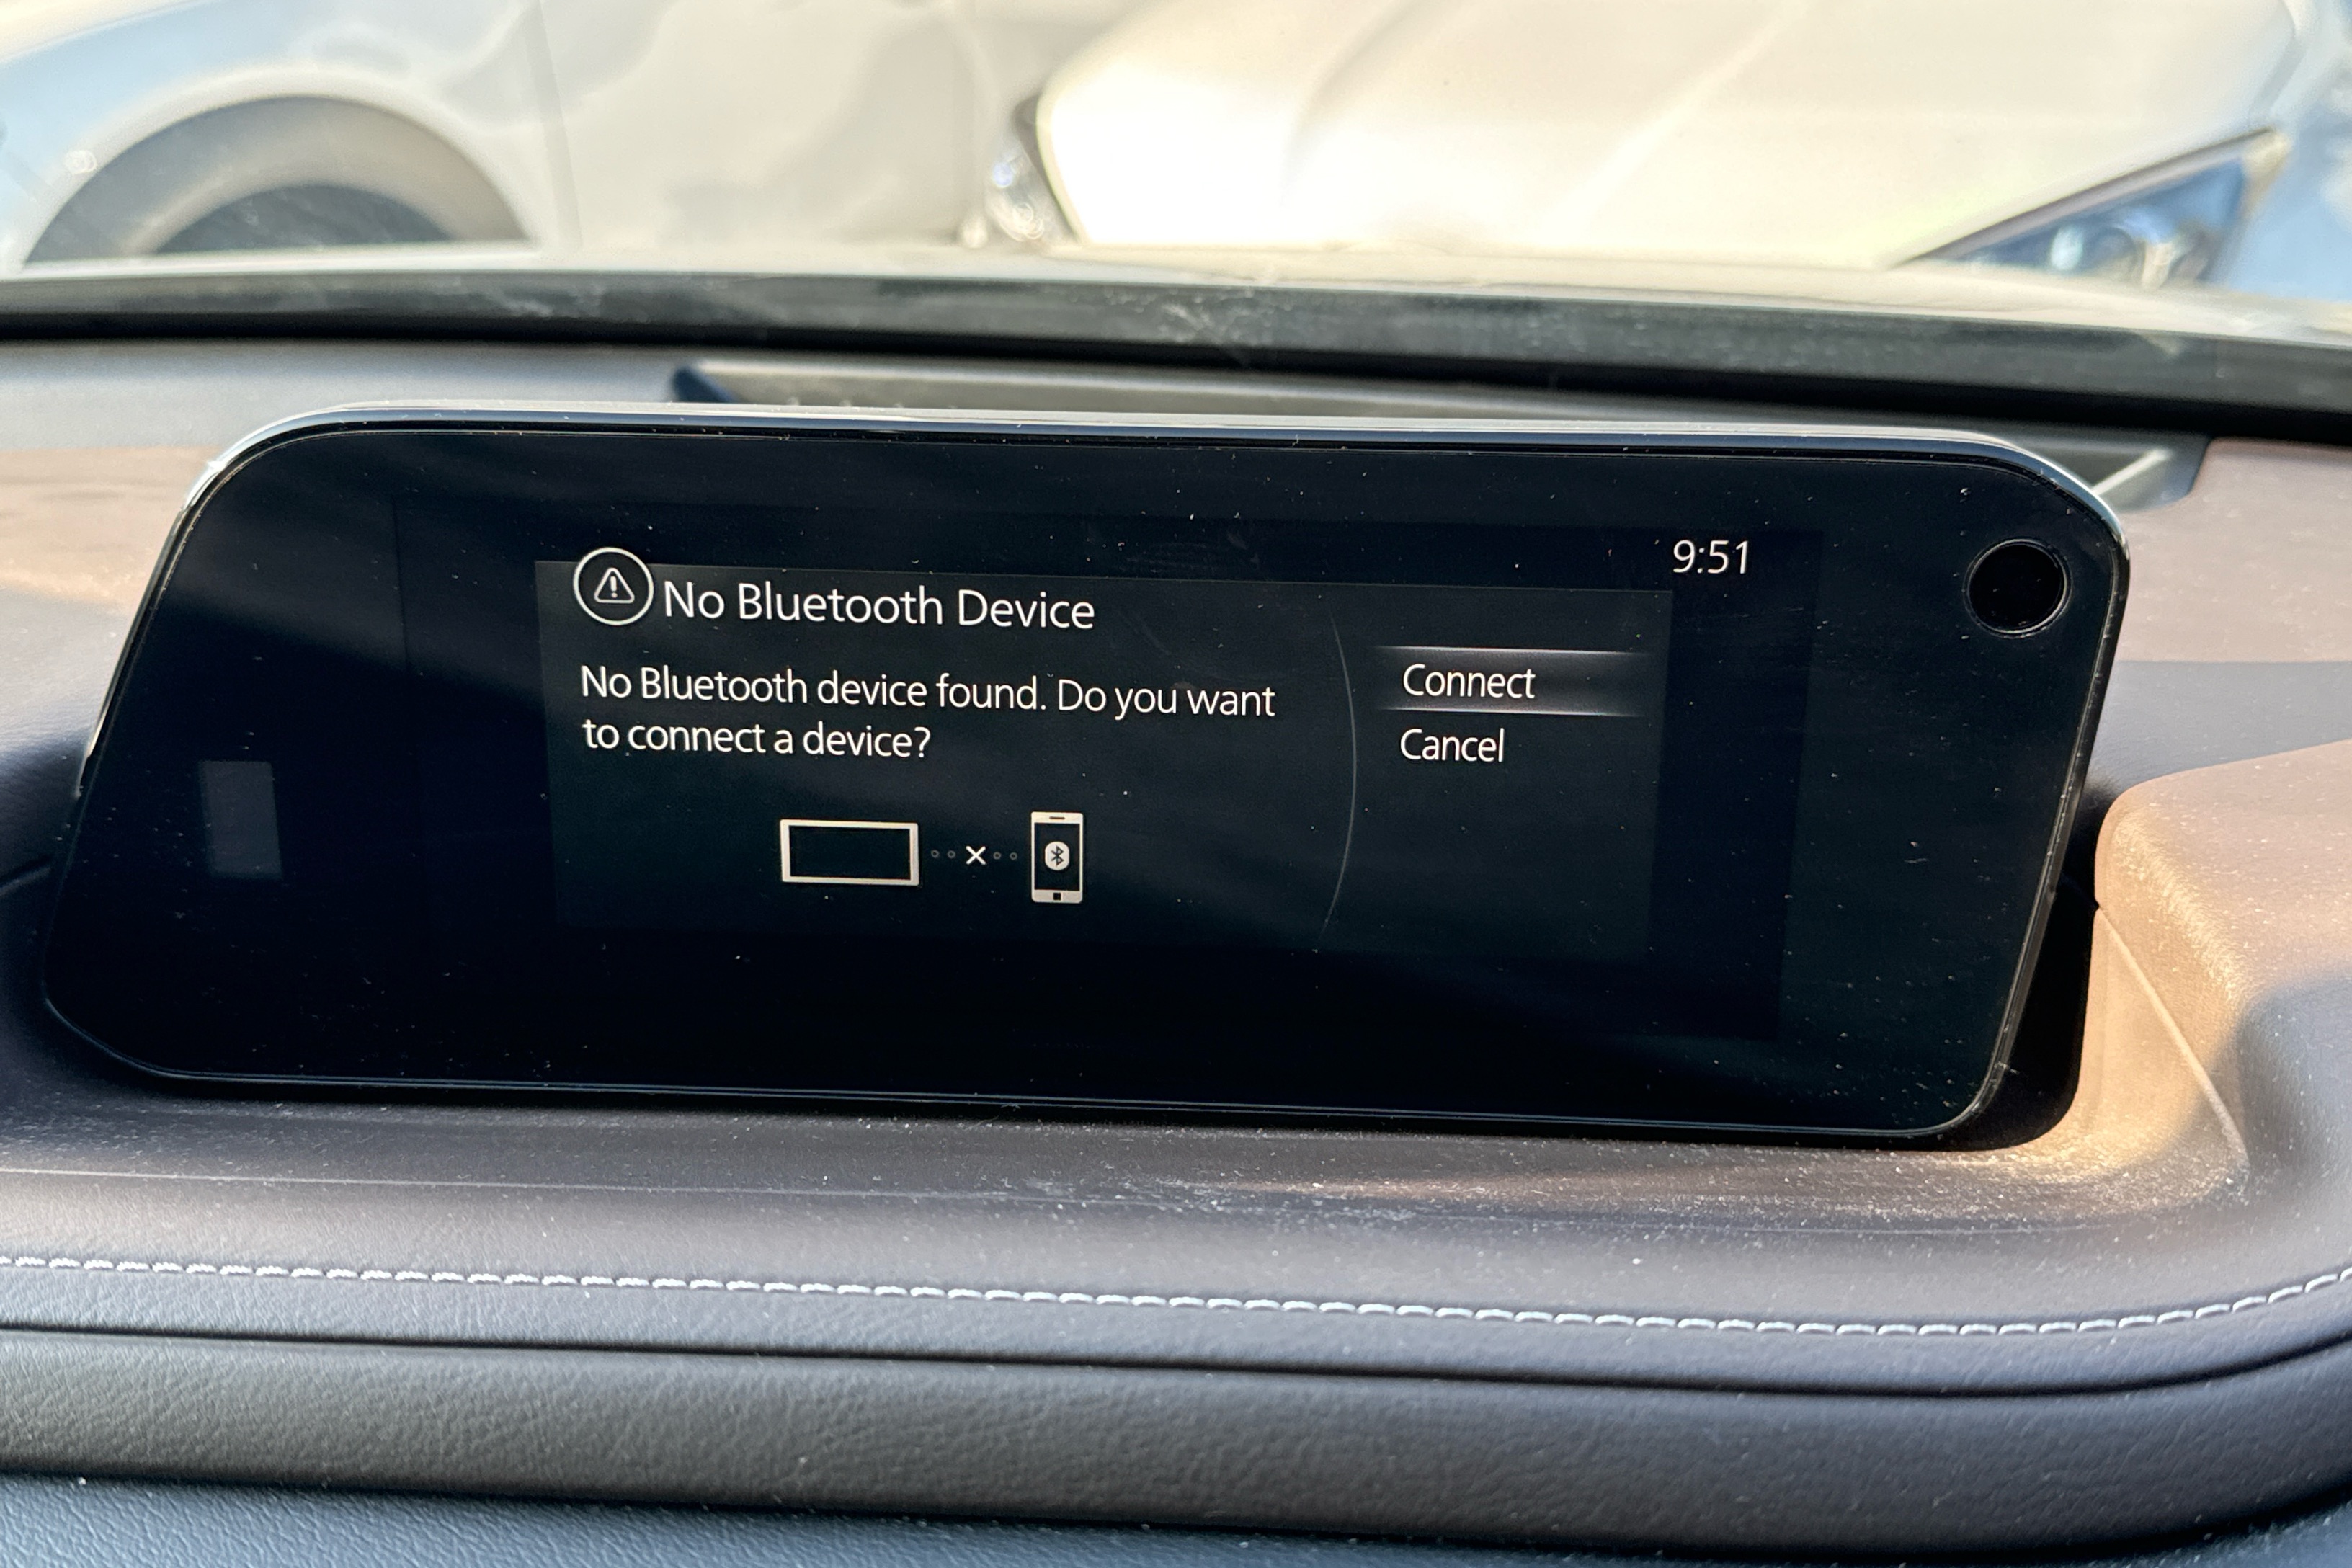 9:51
No Bluetooth Device
No Bluetooth device found. Do you want
to connect a device?
Connect
Cancel